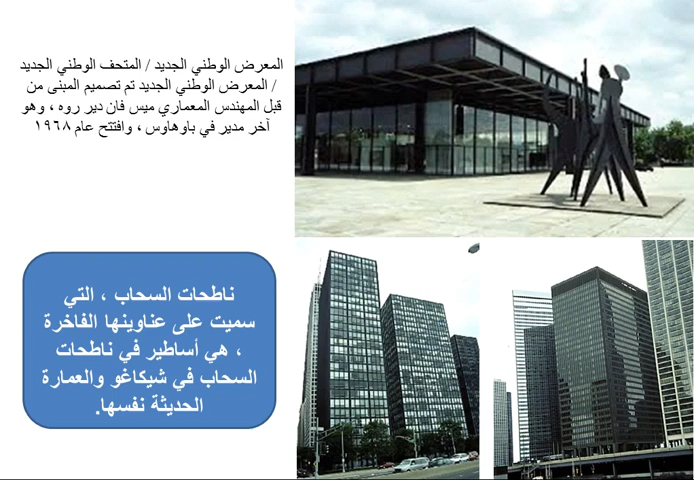 المعرض الوطني الجديد / المتحف الوطني الجديد
/ المعرض الوطني الجديد تم تصميم المبنى من
قبل المهندس المعماري ميس فان دير روه ، وهو
آخر مدير في باوهاوس ، وافتتح عام ١٩٦٨
ناطحات السحاب ، التي
سميت على عناوينها الفاخرة
، هي أساطير في ناطحات
السحاب في شيكاغو والعمارة
الحديثة نفسها.